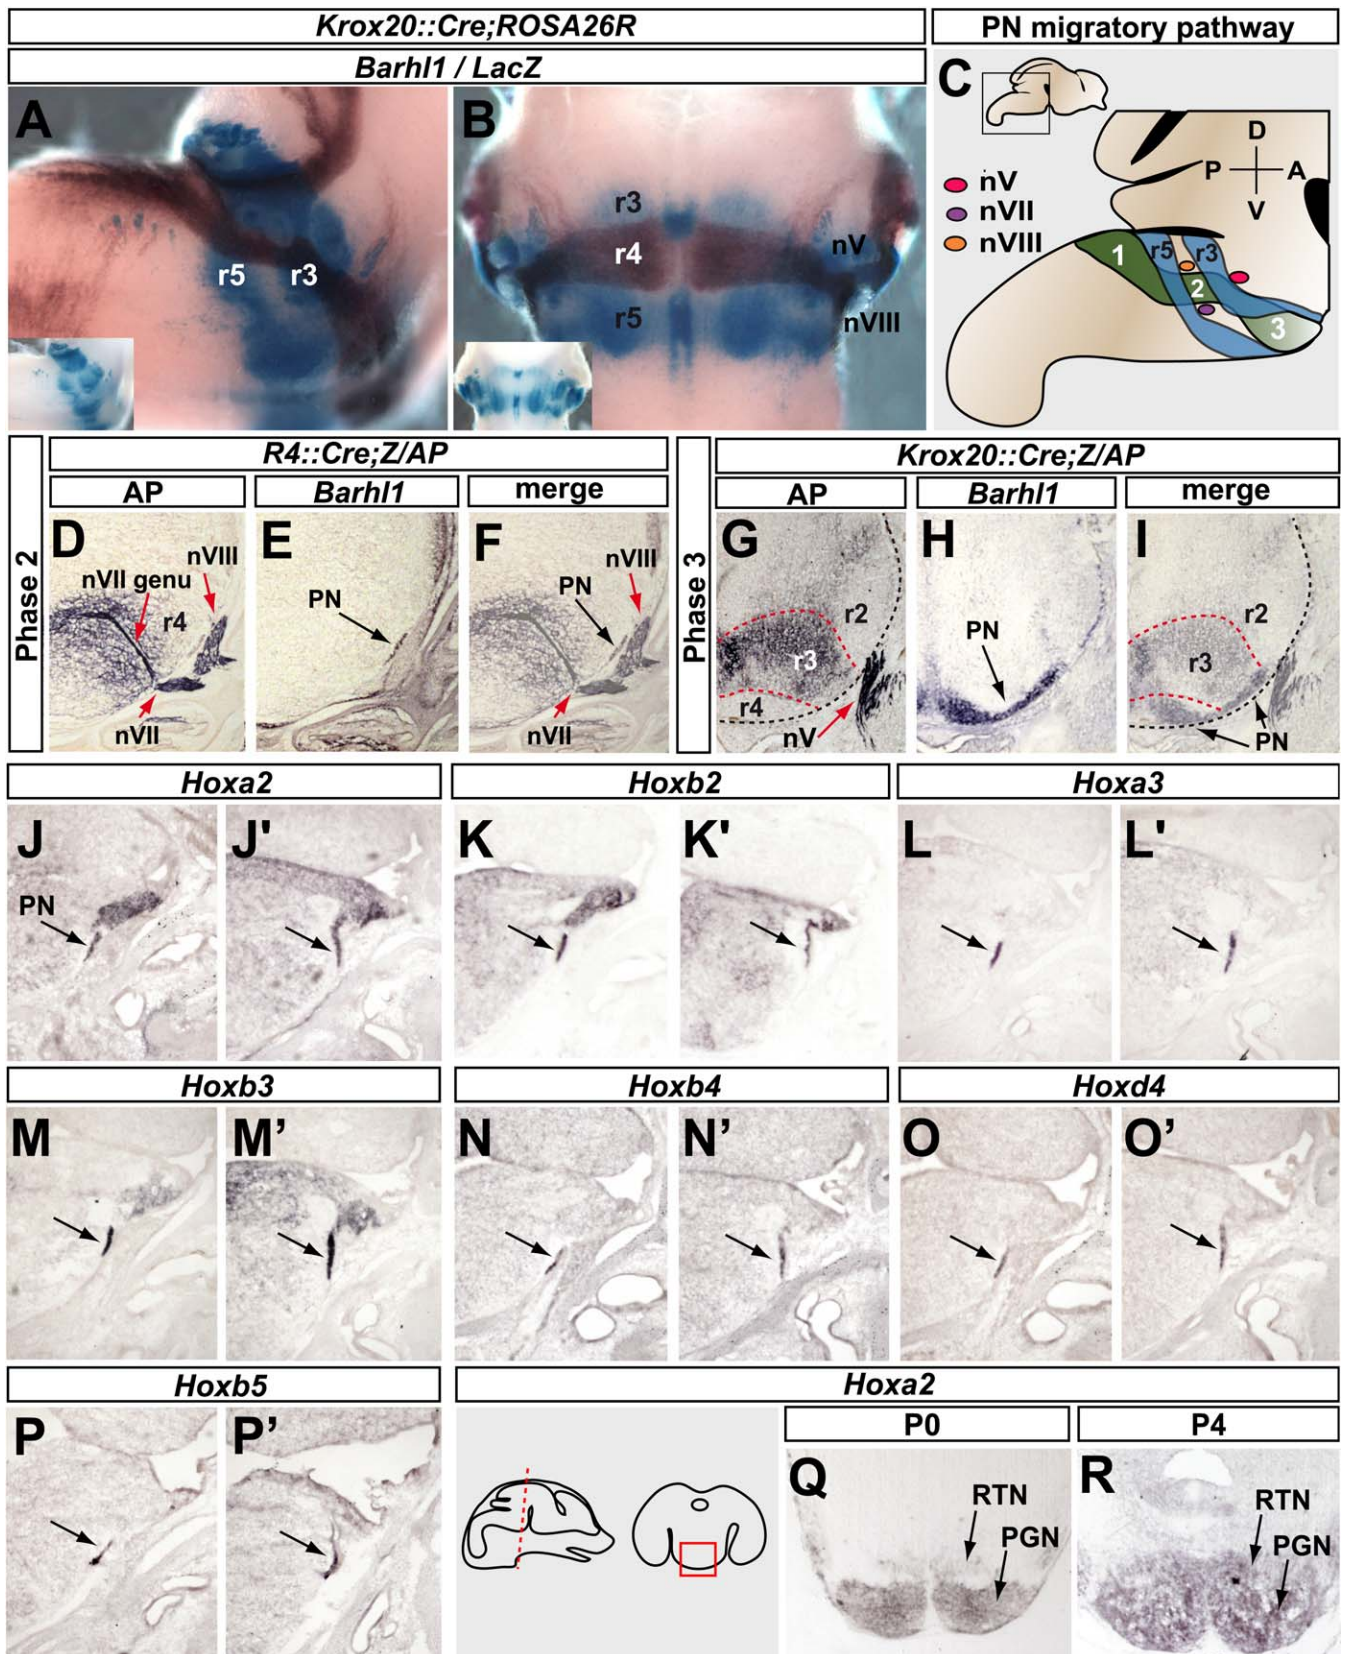 Krox20::Cre;ROSA26R
PN migratory pathway
Barhl1 / LacZ
A
r5
r3
B
r3
r4
nV
r5
nVIII
C
D
P
A
V
nV
nVII
nVIII
1
r5
r3
2
3
Phase 2
R4::Cre;Z/AP
AP
Barhl1
merge
D
nVIII
nVII genu
r4
nVII
E
PN
F
nVIII
PN
nVII
Phase 3
Krox20::Cre;Z/AP
AP
Barhl1
merge
G
r2
r3
r4
nV
H
PN
I
r2
r3
PN
Hoxa2
Hoxb2
Hoxa3
J
PN
J'
K
K'
L
L'
Hoxb3
Hoxb4
Hoxd4
M
M’
N
N’
O
O’
Hoxb5
Hoxa2
P
P’
P0
P4
Q
RTN
PGN
R
RTN
PGN